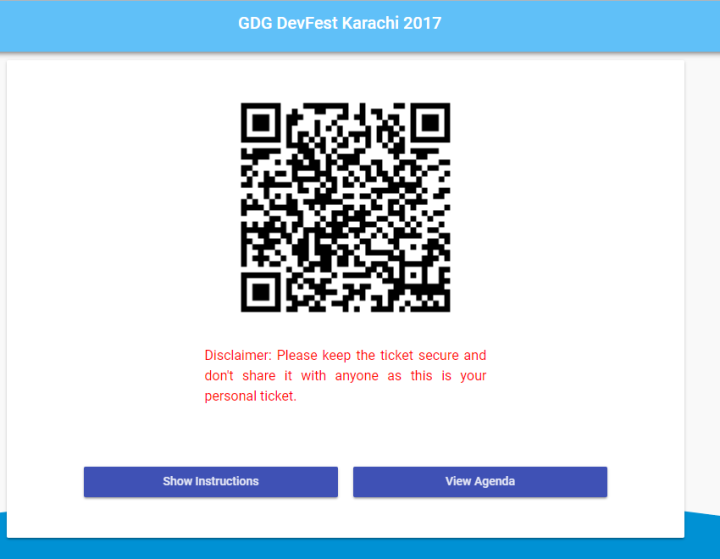 GDG DevFest Karachi 2017
Disclaimer: Please keep the ticket secure and
don't share it with anyone as this is your
personal ticket.
Show Instructions
View Agenda